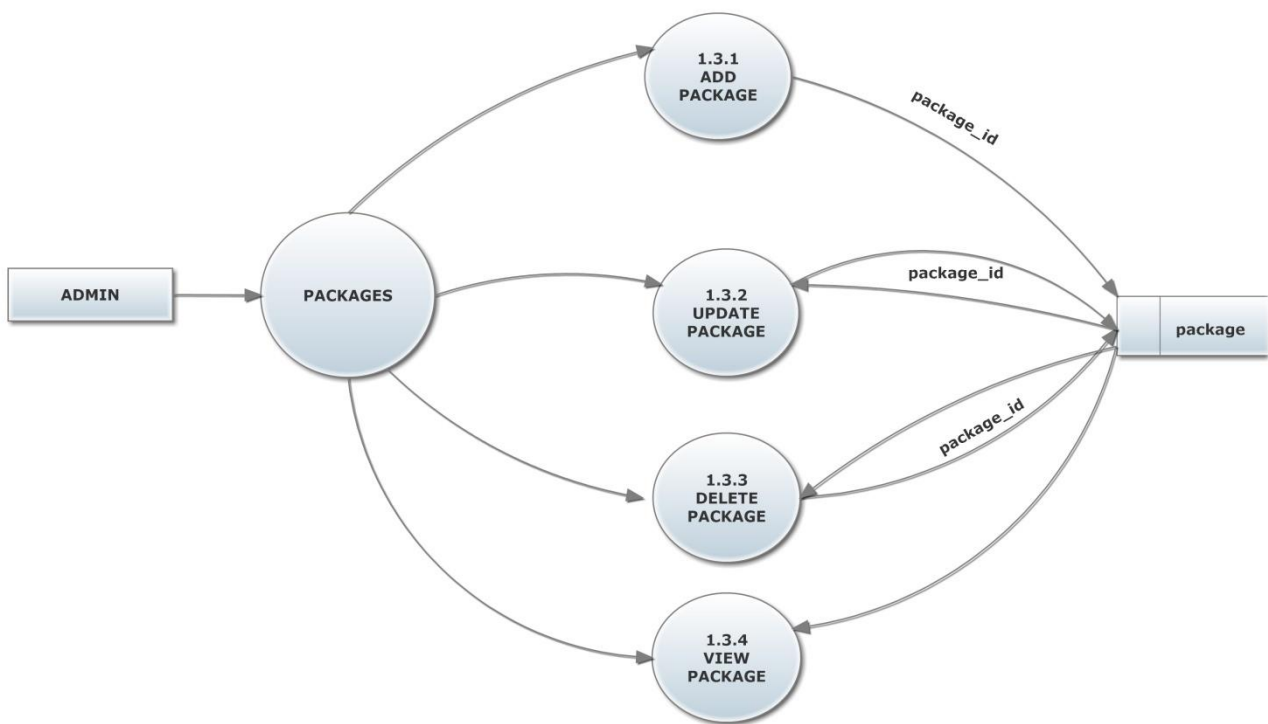 1.3.1
ADD
PACKAGE
package_id
ADMIN
PACKAGES
1.3.2
UPDATE
PACKAGE
package_id
package
1.3.3
DELETE
PACKAGE
package_id
1.3.4
VIEW
PACKAGE